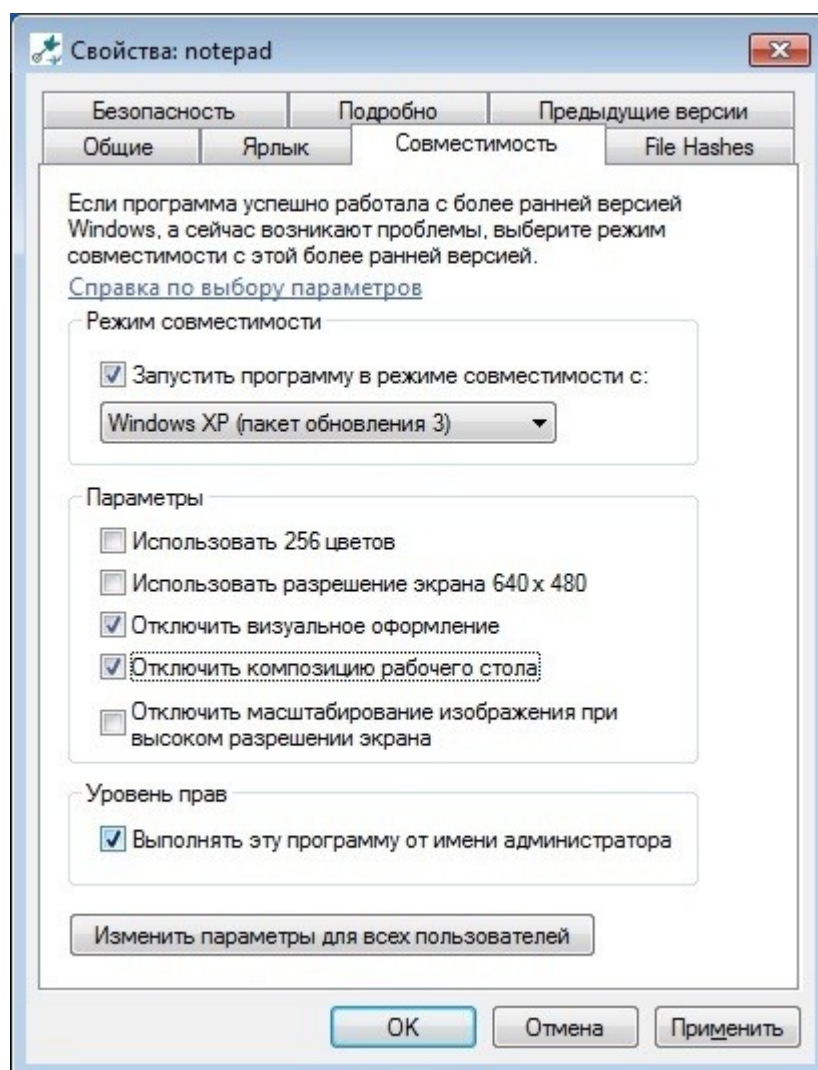 Свойства: notepad
Безопасность Подробно Предыдущие версии
Общие Ярлык Совместимость File Hashes
Если программа успешно работала с более ранней версией
Windows, а сейчас возникают проблемы, выберите режим
совместимости с этой более ранней версией.
Справка по выбору параметров
Режим совместимости
Запустить программу в режиме совместимости с:
Windows XP (пакет обновления 3)
Параметры
Использовать 256 цветов
Использовать разрешение экрана 640 x 480
Отключить визуальное оформление
Отключить композицию рабочего стола
Отключить масштабирование изображения при
высоком разрешении экрана
Уровень прав
Выполнять эту программу от имени администратора
Изменить параметры для всех пользователей
OK Отмена Применить